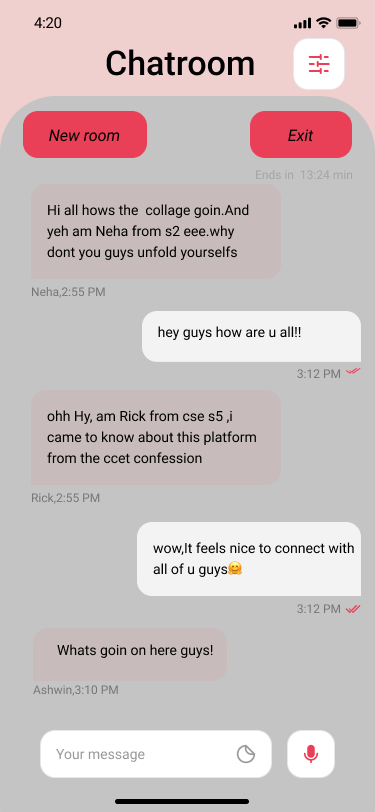 4:20
Chatroom
New room
Exit
Ends in 13:24 min
Hi all hows the collage goin.And
yeh am Neha from s2 eee.why
dont you guys unfold yourselfs
Neha,2:55 PM
hey guys how are u all!!
3:12 PM
ohh Hy, am Rick from cse s5 ,i
came to know about this platform
from the ccet confession
Rick,2:55 PM
wow,It feels nice to connect with
all of u guys🤗
3:12 PM
Whats goin on here guys!
Ashwin,3:10 PM
Your message